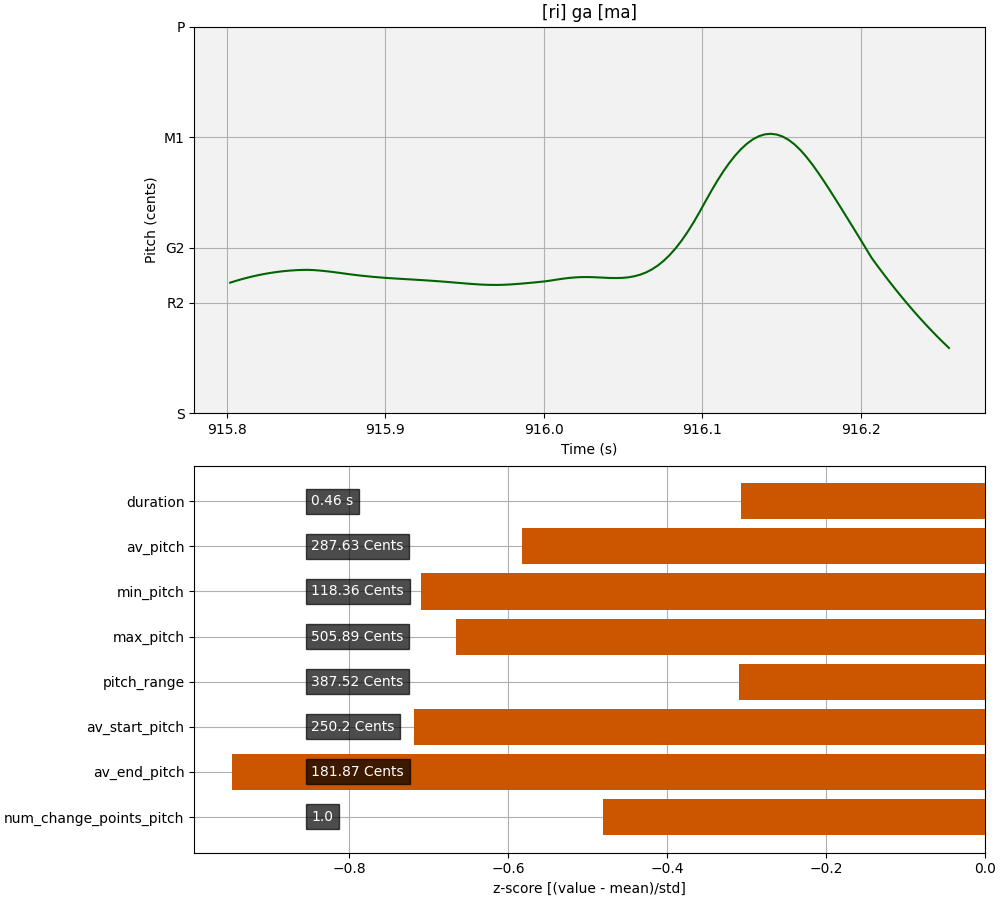 [ri] ga [ma]
P
M1
G2
R2
S
Pitch (cents)
915.8 915.9 916.0 916.1 916.2
Time (s)
duration 0.46 s
av_pitch 287.63 Cents
min_pitch 118.36 Cents
max_pitch 505.89 Cents
pitch_range 387.52 Cents
av_start_pitch 250.2 Cents
av_end_pitch 181.87 Cents
num_change_points_pitch 1.0
−0.8 −0.6 −0.4 −0.2 0.0
z-score [(value - mean)/std]